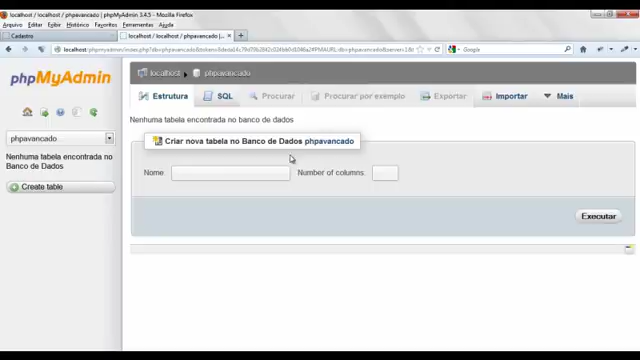 localhost / localhost / phpavancado | phpMyAdmin 3.4.5 - Mozilla Firefox
Arquivo Editar Exibir Histórico Favoritos Ferramentas Ajuda
Cadastro
localhost / localhost / phpavancado | ...
Google
phpMyAdmin
phpavancado
Nenhuma tabela encontrada no Banco de Dados
Create table
localhost
phpavancado
Estrutura
SQL
Procurar
Procurar por exemplo
Exportar
Importar
Mais
Nenhuma tabela encontrada no banco de dados
Criar nova tabela no Banco de Dados phpavancado
Nome:
Number of columns:
Executar